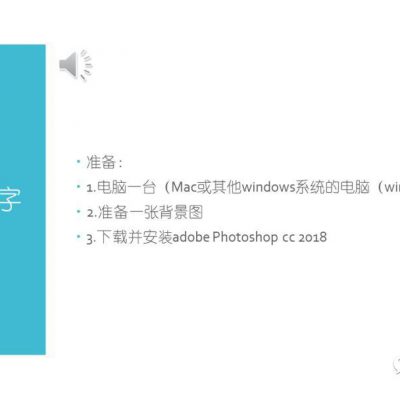 字
准备：
1.电脑一台（Mac或其他windows系统的电脑（wi
2.准备一张背景图
3.下载并安装adobe Photoshop cc 2018